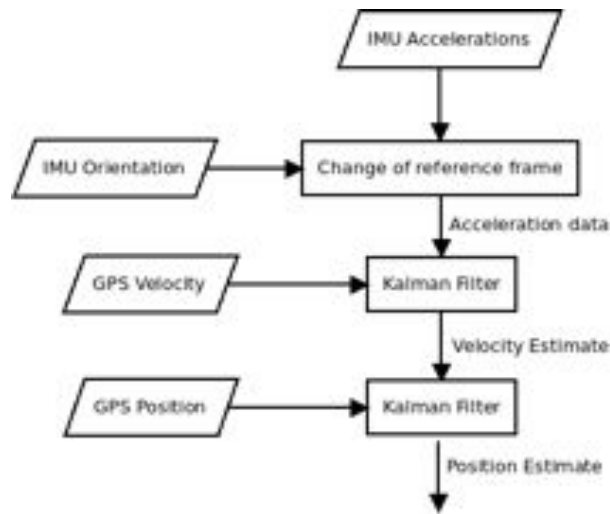 IMU Accelerations
IMU Orientation
Change of reference frame
Acceleration data
GPS Velocity
Kalman Filter
Velocity Estimate
GPS Position
Kalman Filter
Position Estimate